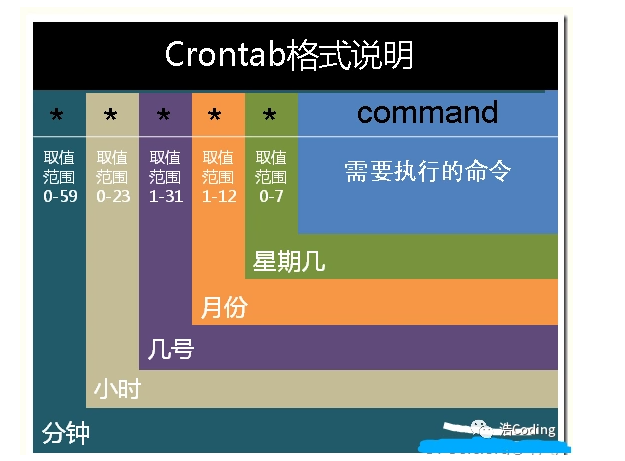 Crontab格式说明
* * * * * command
取值范围0-59
取值范围0-23
取值范围1-31
取值范围1-12
取值范围0-7
需要执行的命令
星期几
月份
几号
小时
分钟
浩Coding